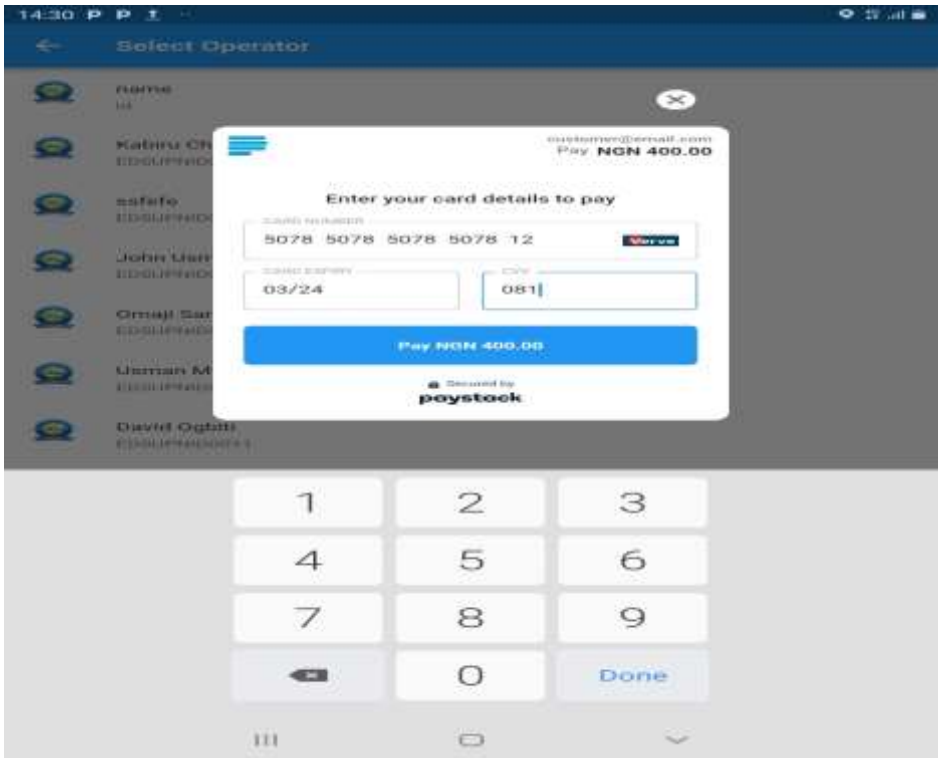 14:30 P P
Select Operator
name
id
Kabiru Ch
safefo
John Usm
Omaji Sar
Usman M
David Ogbiti
customer@email.com
Pay NGN 400.00
Enter your card details to pay
CARD NUMBER
5078 5078 5078 5078 12 Verve
CARD EXPIRY CVV
03/24 081
Pay NGN 400.00
Secured by
paystack
1 2 3
4 5 6
7 8 9
0 Done